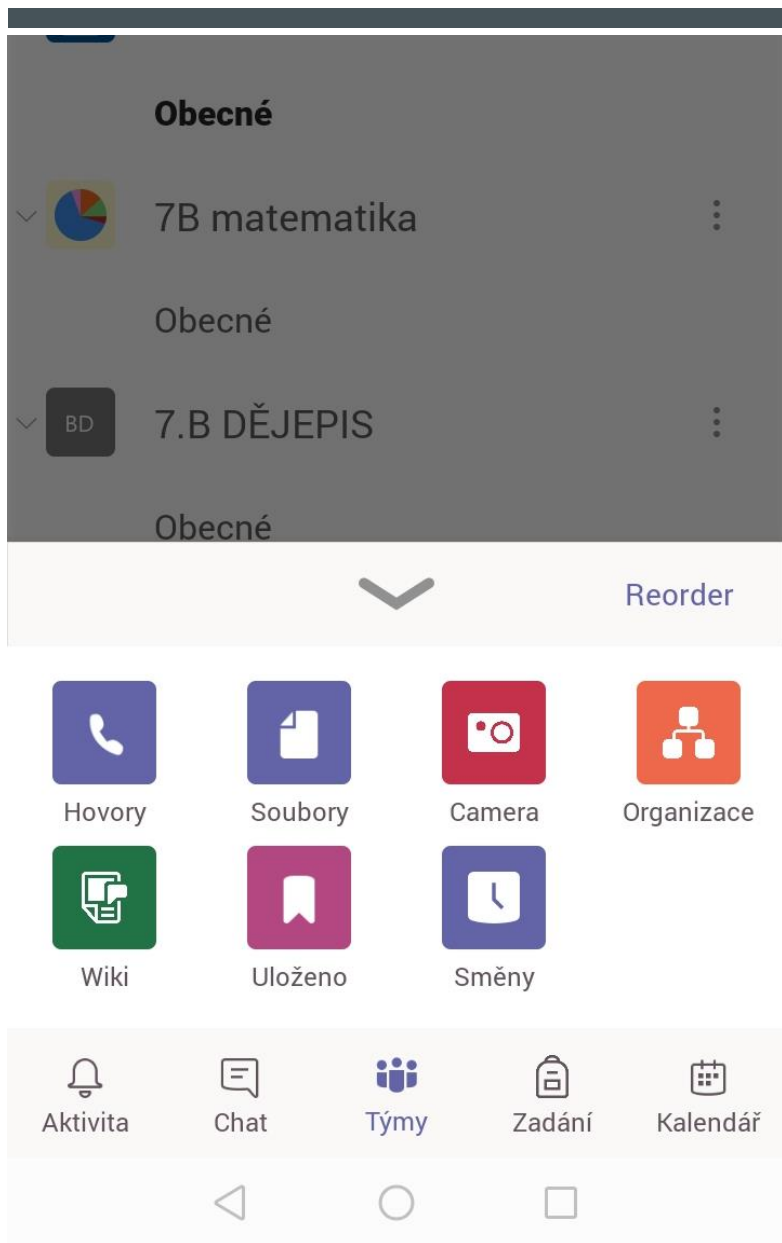 Obecné
7B matematika
Obecné
BD 7.B DĚJEPIS
Obecné
Reorder
Hovory Soubory Camera Organizace
Wiki Uloženo Směny
Aktivita Chat Týmy Zadání Kalendář